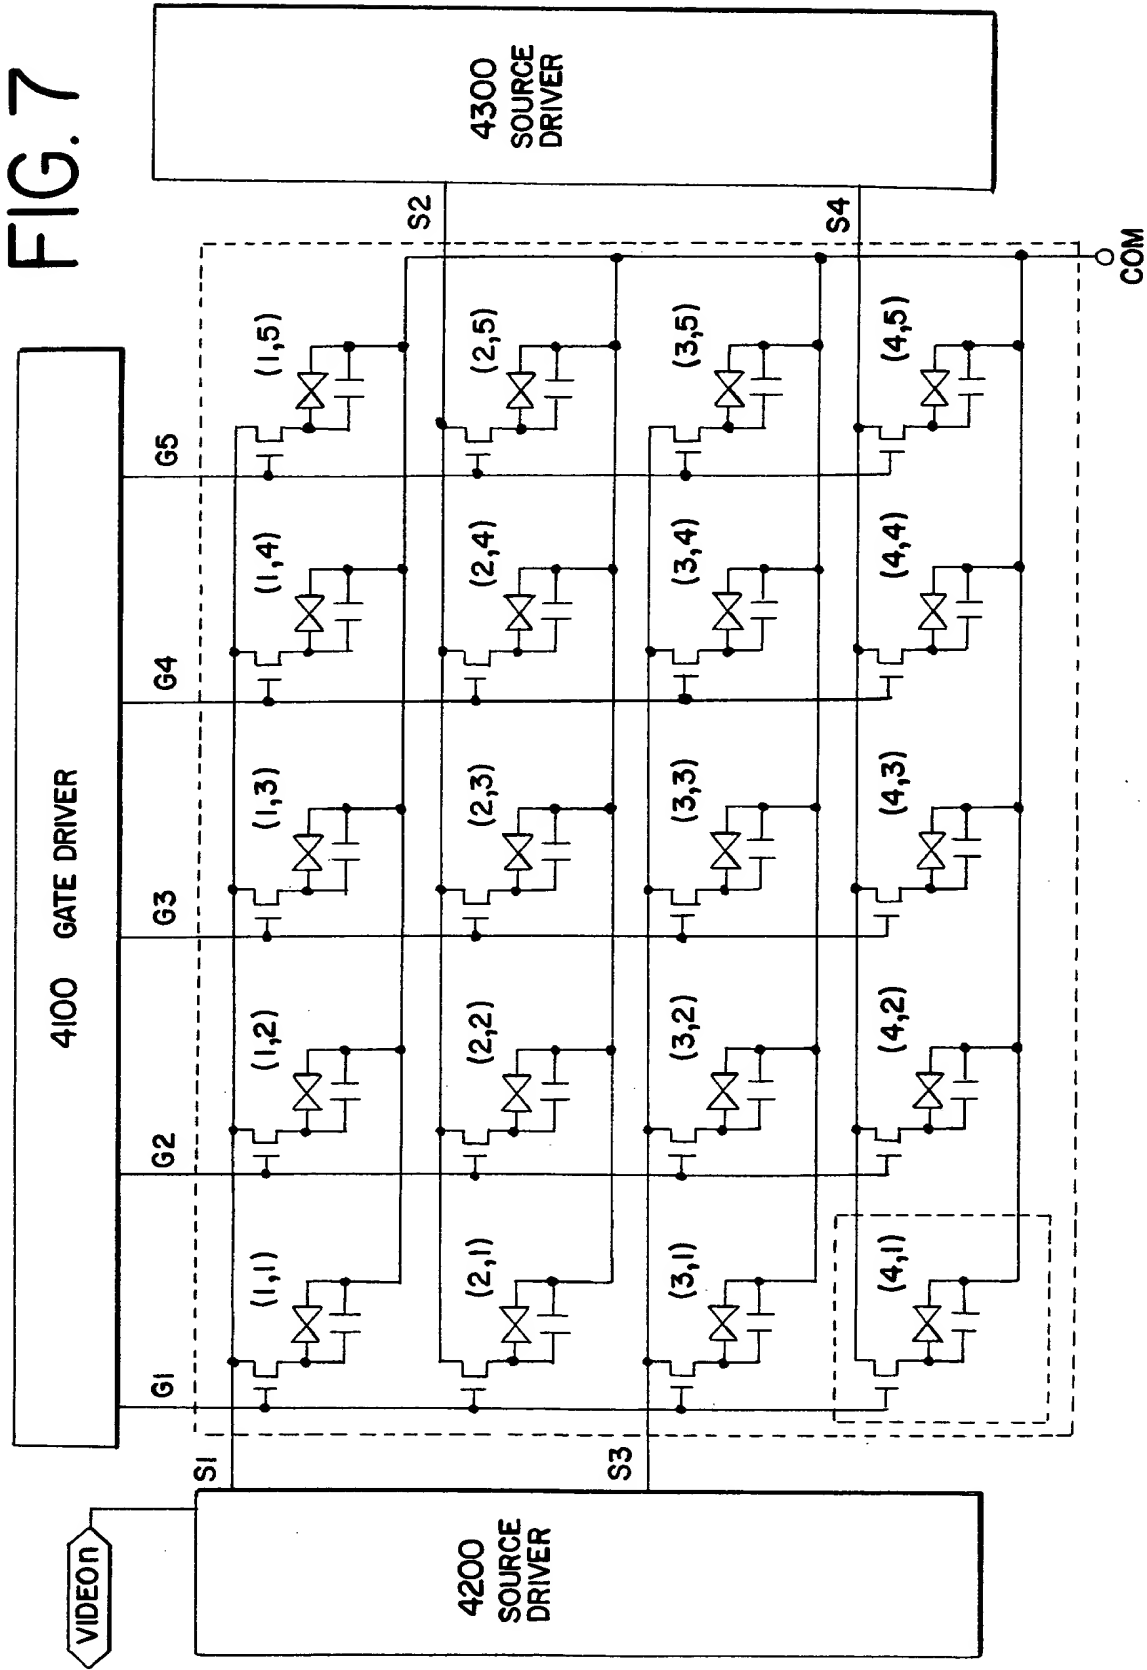 FIG. 7
4100 GATE DRIVER
VIDEOn
G1
G2
G3
G4
G5
S1
(1,1)
(1,2)
(1,3)
(1,4)
(1,5)
S2
(2,1)
(2,2)
(2,3)
(2,4)
(2,5)
S3
(3,1)
(3,2)
(3,3)
(3,4)
(3,5)
S4
(4,1)
(4,2)
(4,3)
(4,4)
(4,5)
4200
SOURCE
DRIVER
4300
SOURCE
DRIVER
COM